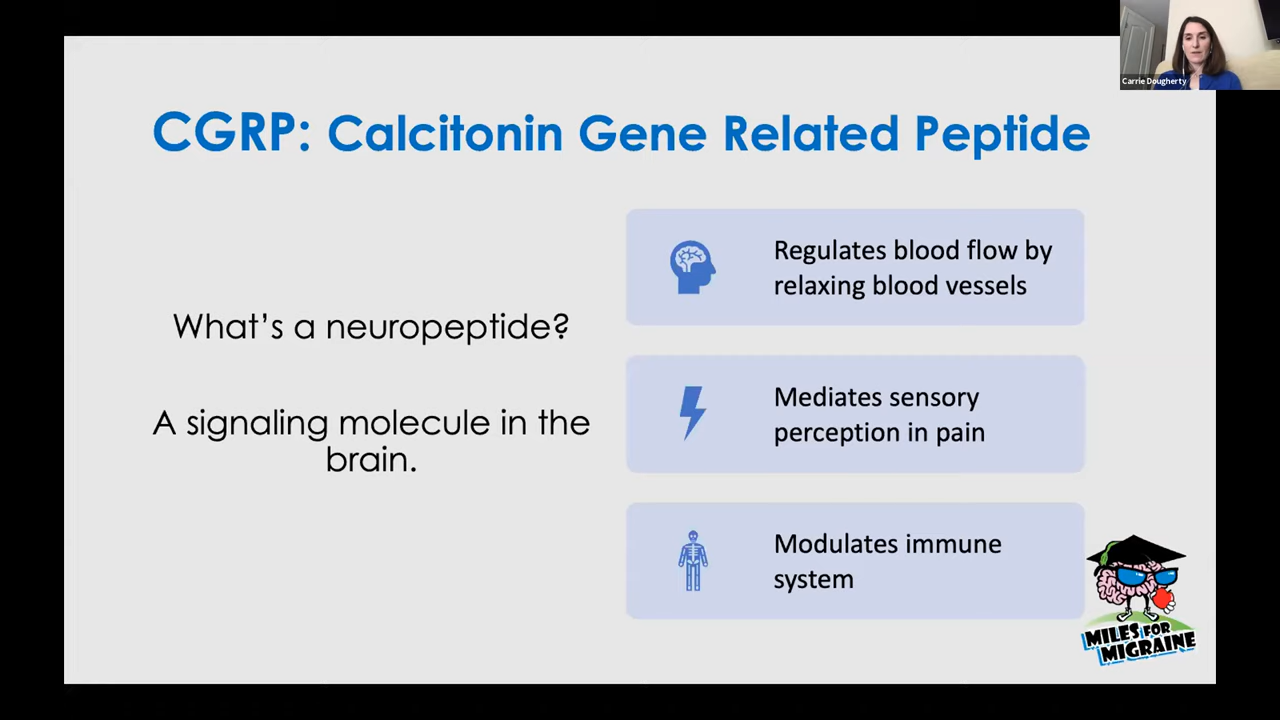 Carrie Dougherty
CGRP: Calcitonin Gene Related Peptide
What's a neuropeptide?
A signaling molecule in the
brain.
Regulates blood flow by
relaxing blood vessels
Mediates sensory
perception in pain
Modulates immune
system
MILES FOR
MIGRAINE